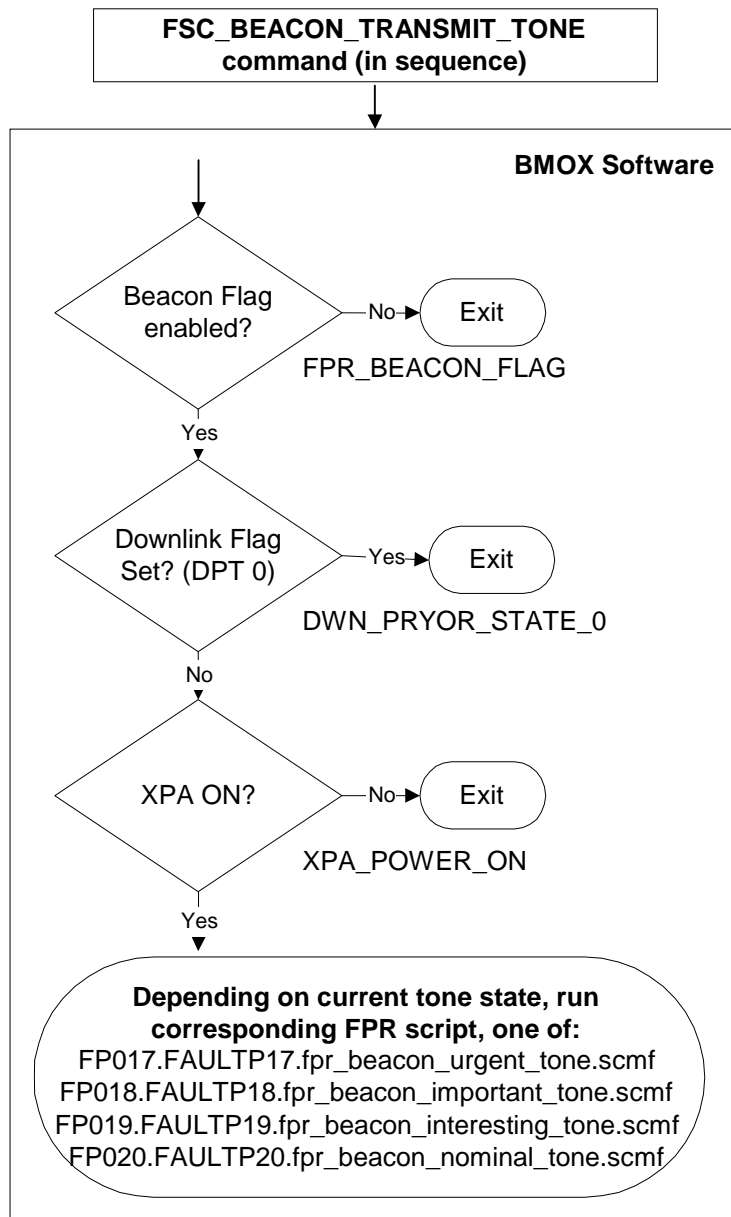 FSC_BEACON_TRANSMIT_TONE
command (in sequence)
BMOX Software
Beacon Flag
enabled?
No
Exit
FPR_BEACON_FLAG
Yes
Downlink Flag
Set? (DPT 0)
Yes
Exit
DWN_PRYOR_STATE_0
No
XPA ON?
No
Exit
XPA_POWER_ON
Yes
Depending on current tone state, run
corresponding FPR script, one of:
FP017.FAULTP17.fpr_beacon_urgent_tone.scmf
FP018.FAULTP18.fpr_beacon_important_tone.scmf
FP019.FAULTP19.fpr_beacon_interesting_tone.scmf
FP020.FAULTP20.fpr_beacon_nominal_tone.scmf